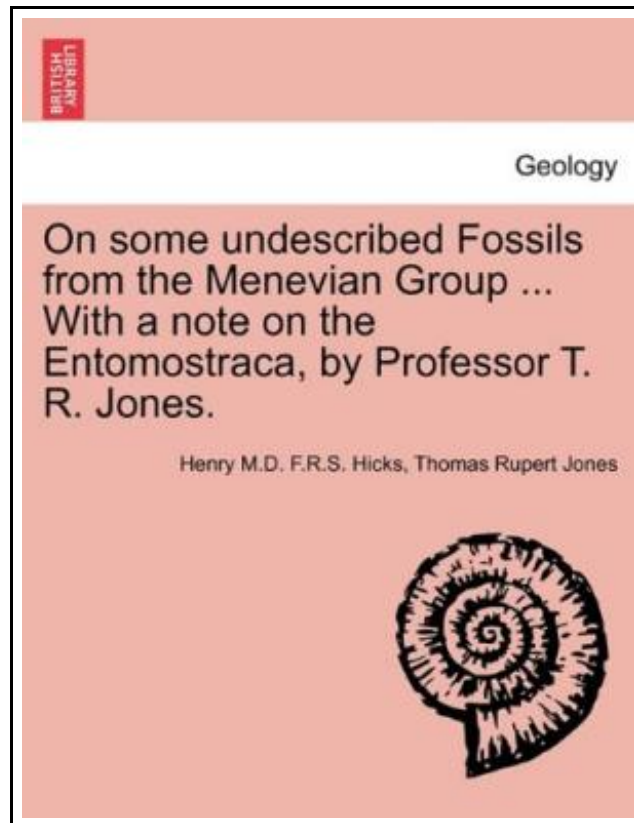 BRITISH
LIBRARY
Geology
On some undescribed Fossils
from the Menevian Group ...
With a note on the
Entomostraca, by Professor T.
R. Jones.
Henry M.D. F.R.S. Hicks, Thomas Rupert Jones